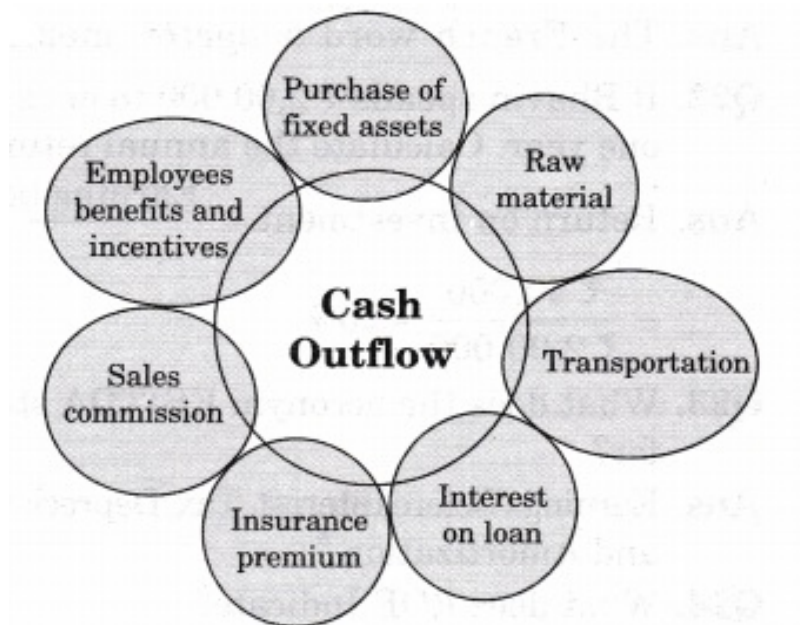 Purchase of
fixed assets
Raw
material
Transportation
Interest
on loan
Insurance
premium
Sales
commission
Employees
benefits and
incentives
Cash
Outflow